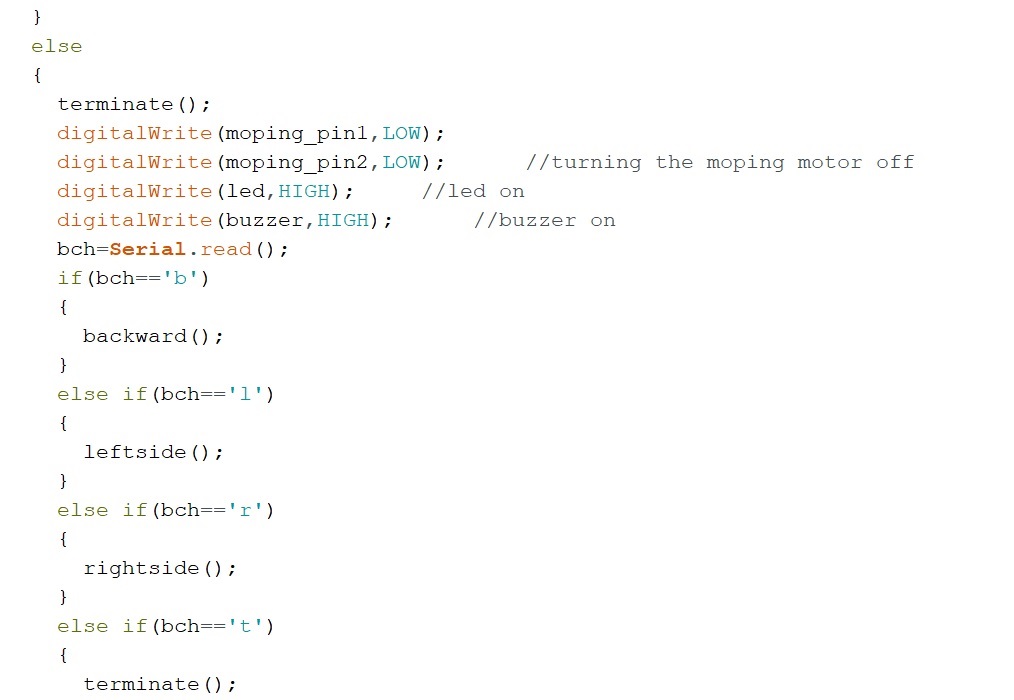 }
else
{
terminate();
digitalWrite(moping_pin1,LOW);
digitalWrite(moping_pin2,LOW);      //turning the moping motor off
digitalWrite(led,HIGH);     //led on
digitalWrite(buzzer,HIGH);      //buzzer on
bch=Serial.read();
if(bch=='b')
{
backward();
}
else if(bch=='l')
{
leftside();
}
else if(bch=='r')
{
rightside();
}
else if(bch=='t')
{
terminate();